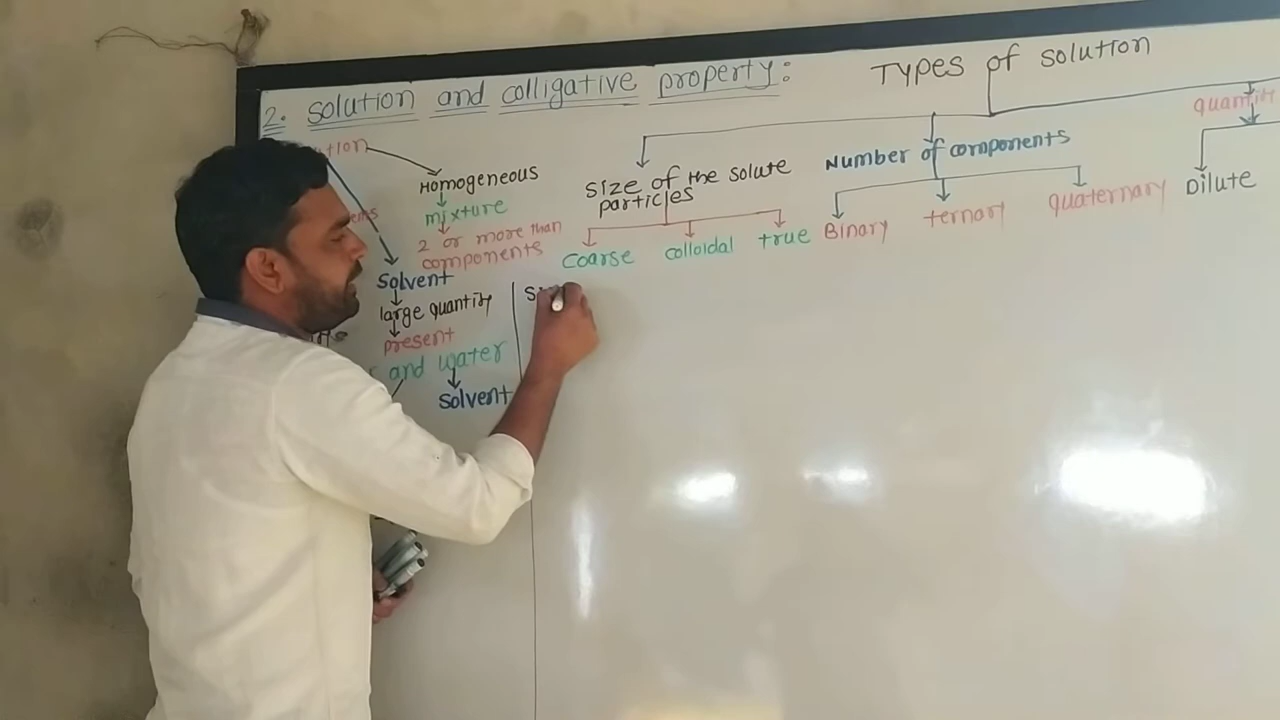 2. solution and colligative property:
Types of solution
Homogeneous
mixture
2 or more than
components
Solvent
large quantity
present
and water
Solvent
Size of the solute
particles
coarse
colloidal
true
Number of components
Binary
ternary
quaternary
Dilute